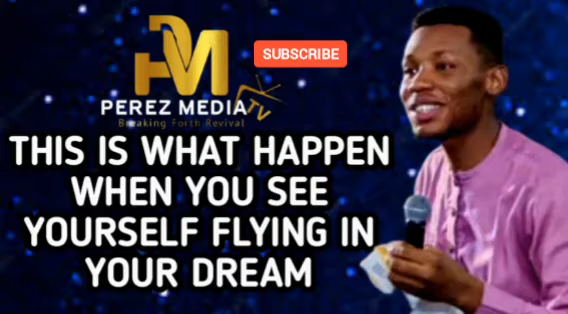 PM
SUBSCRIBE
PEREZ MEDIA
TV
Breaking Forth Revival
THIS IS WHAT HAPPEN
WHEN YOU SEE
YOURSELF FLYING IN
YOUR DREAM